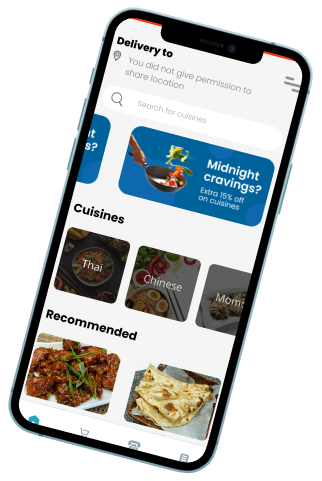 Delivery to
You did not give permission to
share location
Search for cuisines
Midnight
cravings?
Extra 15% off
on cuisines
s?
Cuisines
Thai
Chinese
Mom
Recommended